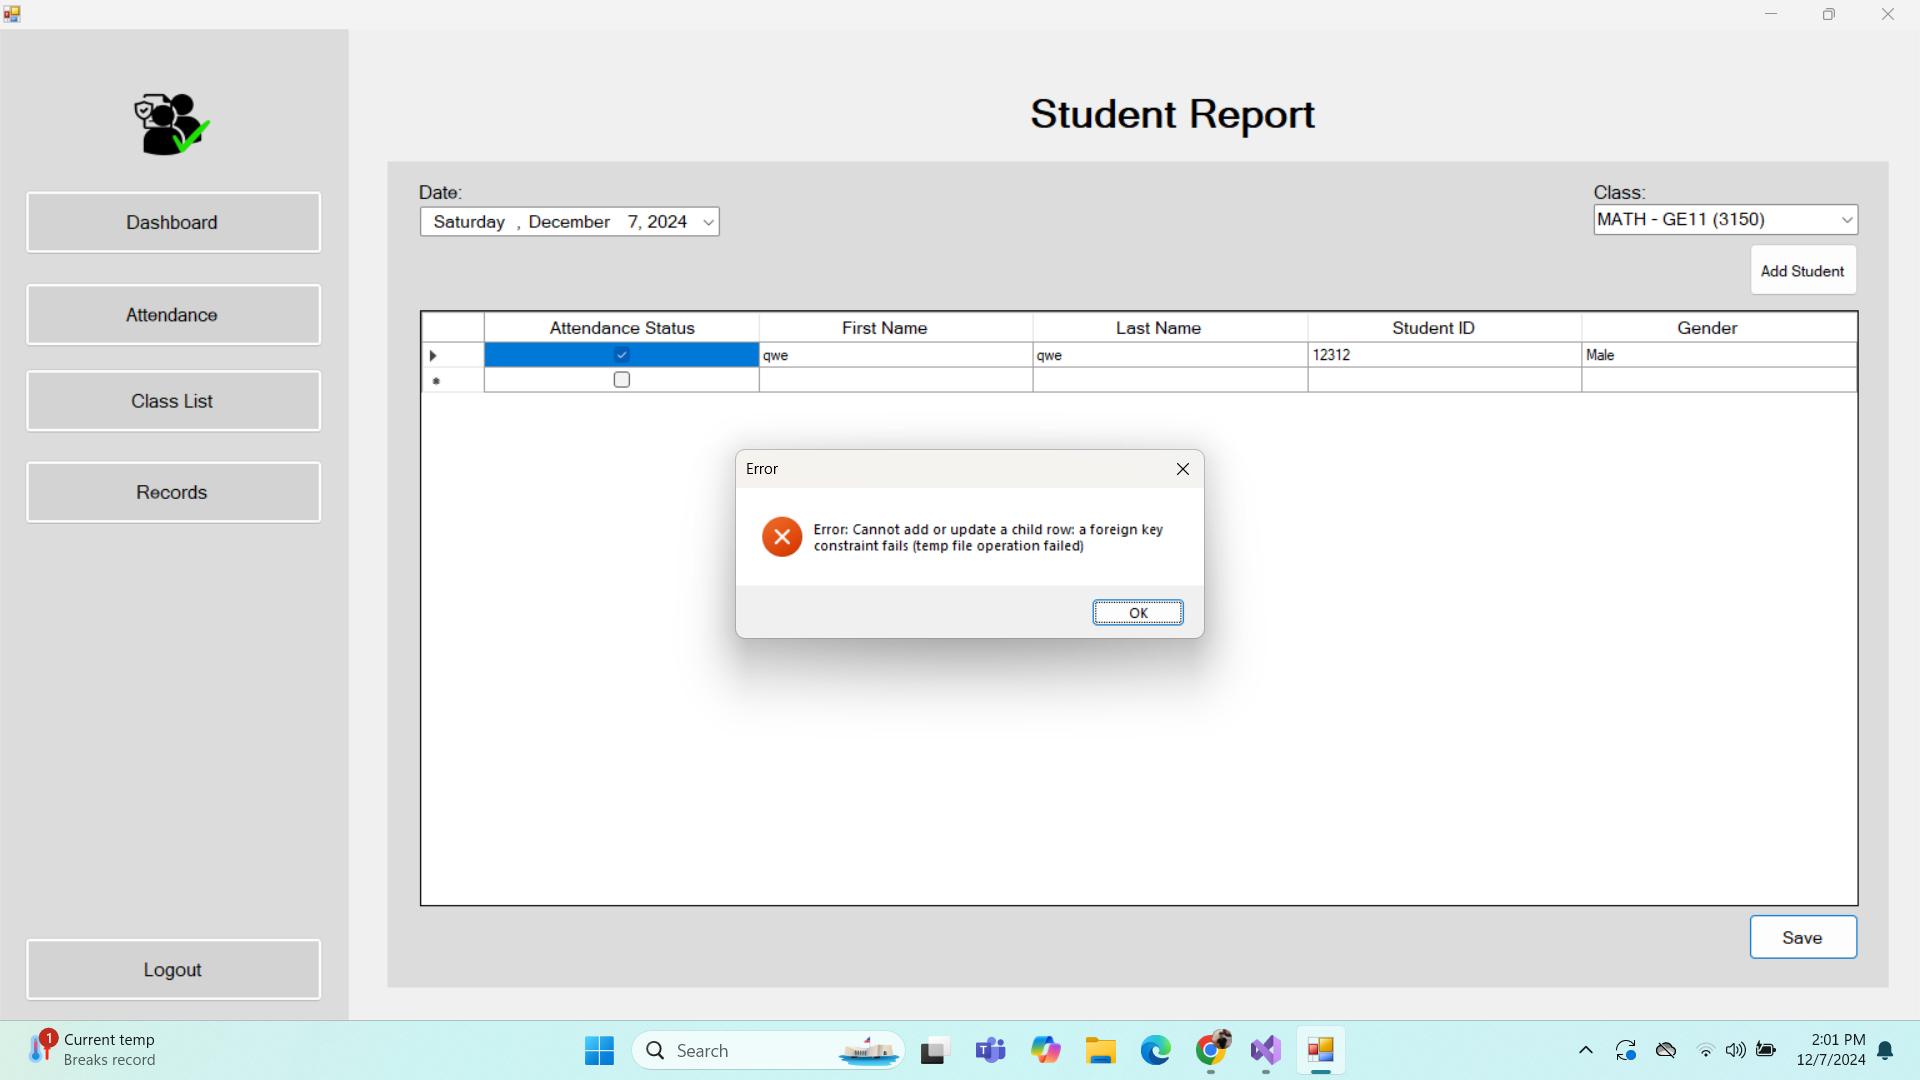 Student Report
Dashboard
Attendance
Class List
Records
Logout
Date:
Saturday , December 7, 2024
Class:
MATH - GE11 (3150)
Add Student
Attendance Status First Name Last Name Student ID Gender
qwe qwe 12312 Male
Error
Error: Cannot add or update a child row: a foreign key
constraint fails (temp file operation failed)
OK
Save
1
Current temp
Breaks record
Search
2:01 PM
12/7/2024